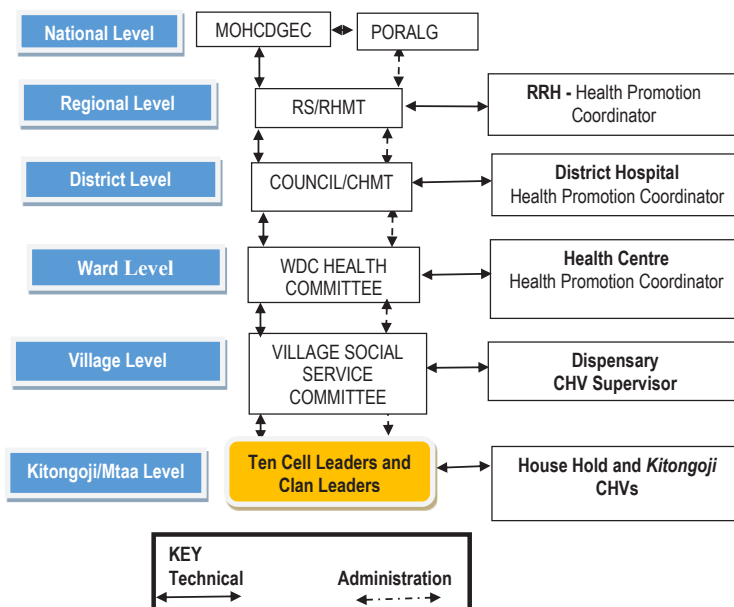 National Level
MOHCDGEC
PORALG
Regional Level
RS/RHMT
RRH - Health Promotion
Coordinator
District Level
COUNCIL/CHMT
District Hospital
Health Promotion Coordinator
Ward Level
WDC HEALTH
COMMITTEE
Health Centre
Health Promotion Coordinator
Village Level
VILLAGE SOCIAL
SERVICE
COMMITTEE
Dispensary
CHV Supervisor
Kitongoji/Mtaa Level
Ten Cell Leaders and
Clan Leaders
House Hold and Kitongoji
CHVs
KEY
Technical
Administration